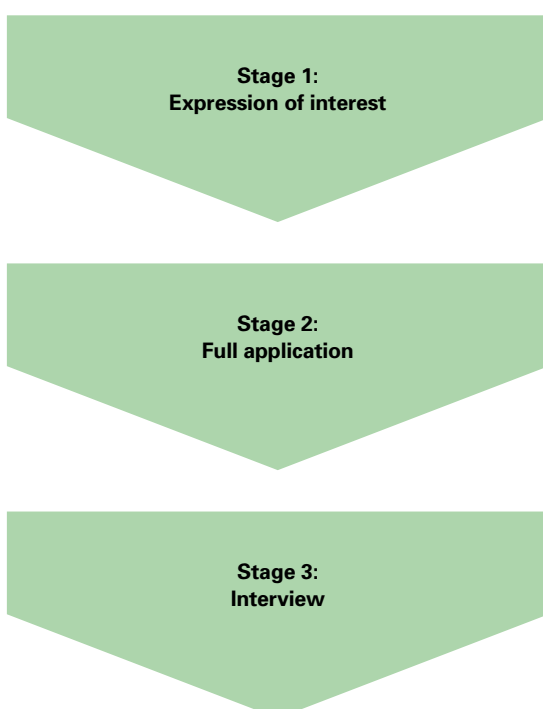 Stage 1:
Expression of interest
Stage 2:
Full application
Stage 3:
Interview